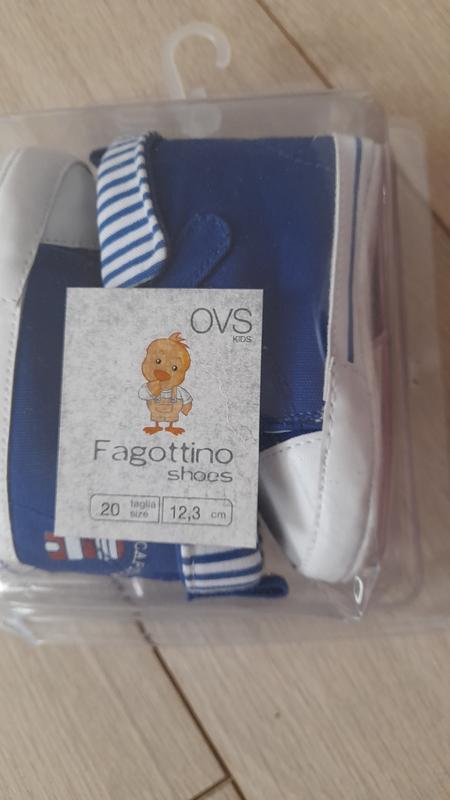 OVS
KIDS
Fagottino
shoes
20 taglia size 12,3 cm